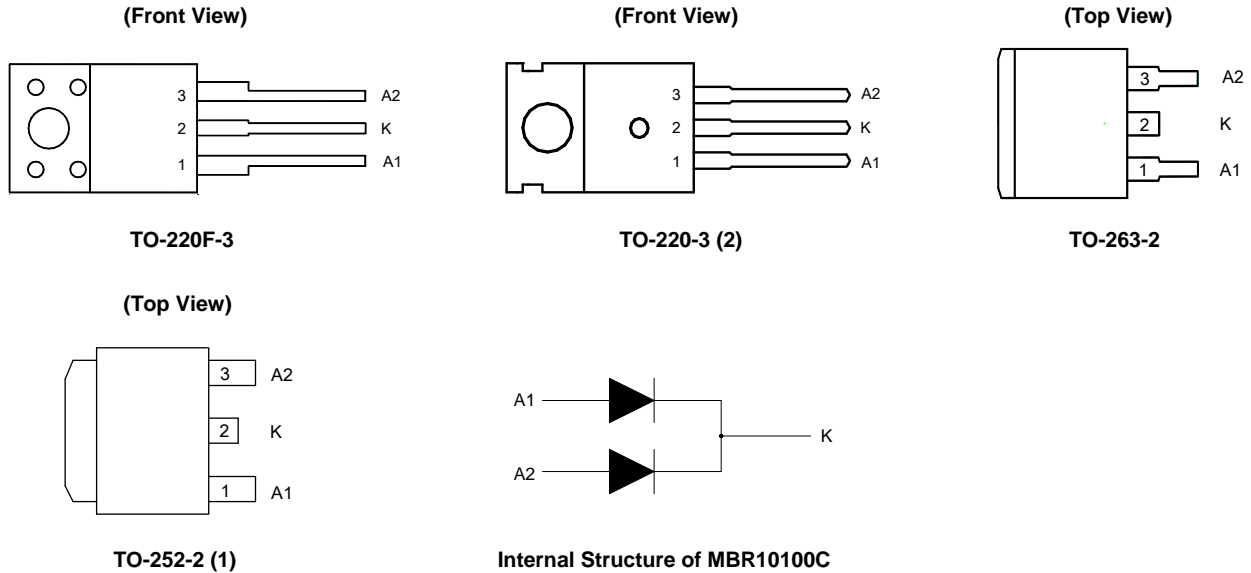 (Front View)
(Front View)
(Top View)
3 A2
2 K
1 A1
3 A2
2 K
1 A1
3 A2
2 K
1 A1
TO-220F-3
TO-220-3 (2)
TO-263-2
(Top View)
3 A2
2 K
1 A1
A1
K
A2
TO-252-2 (1)
Internal Structure of MBR10100C